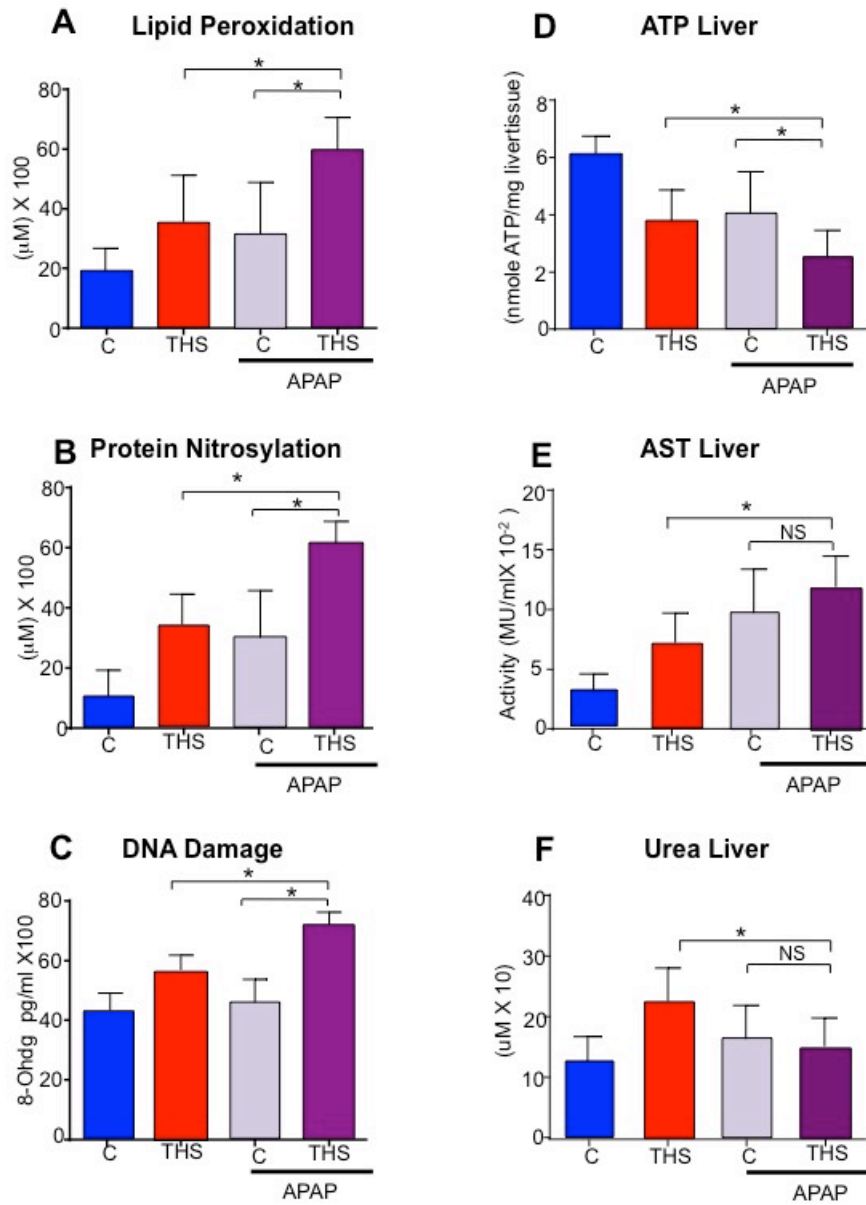 A Lipid Peroxidation
*
*
80
60
40
20
0
(µM) X 100
C THS C THS
APAP
B Protein Nitrosylation
*
*
80
60
40
20
0
(µM) X 100
C THS C THS
APAP
C DNA Damage
*
*
80
60
40
20
0
8-Ohdg pg/ml X100
C THS C THS
APAP
D ATP Liver
*
*
8
6
4
2
0
(nmole ATP/mg livertissue)
C THS C THS
APAP
E AST Liver
*
NS
20
15
10
5
0
Activity (MU/mlX10⁻²)
C THS C THS
APAP
F Urea Liver
*
NS
40
30
20
10
0
(uM X 10)
C THS C THS
APAP